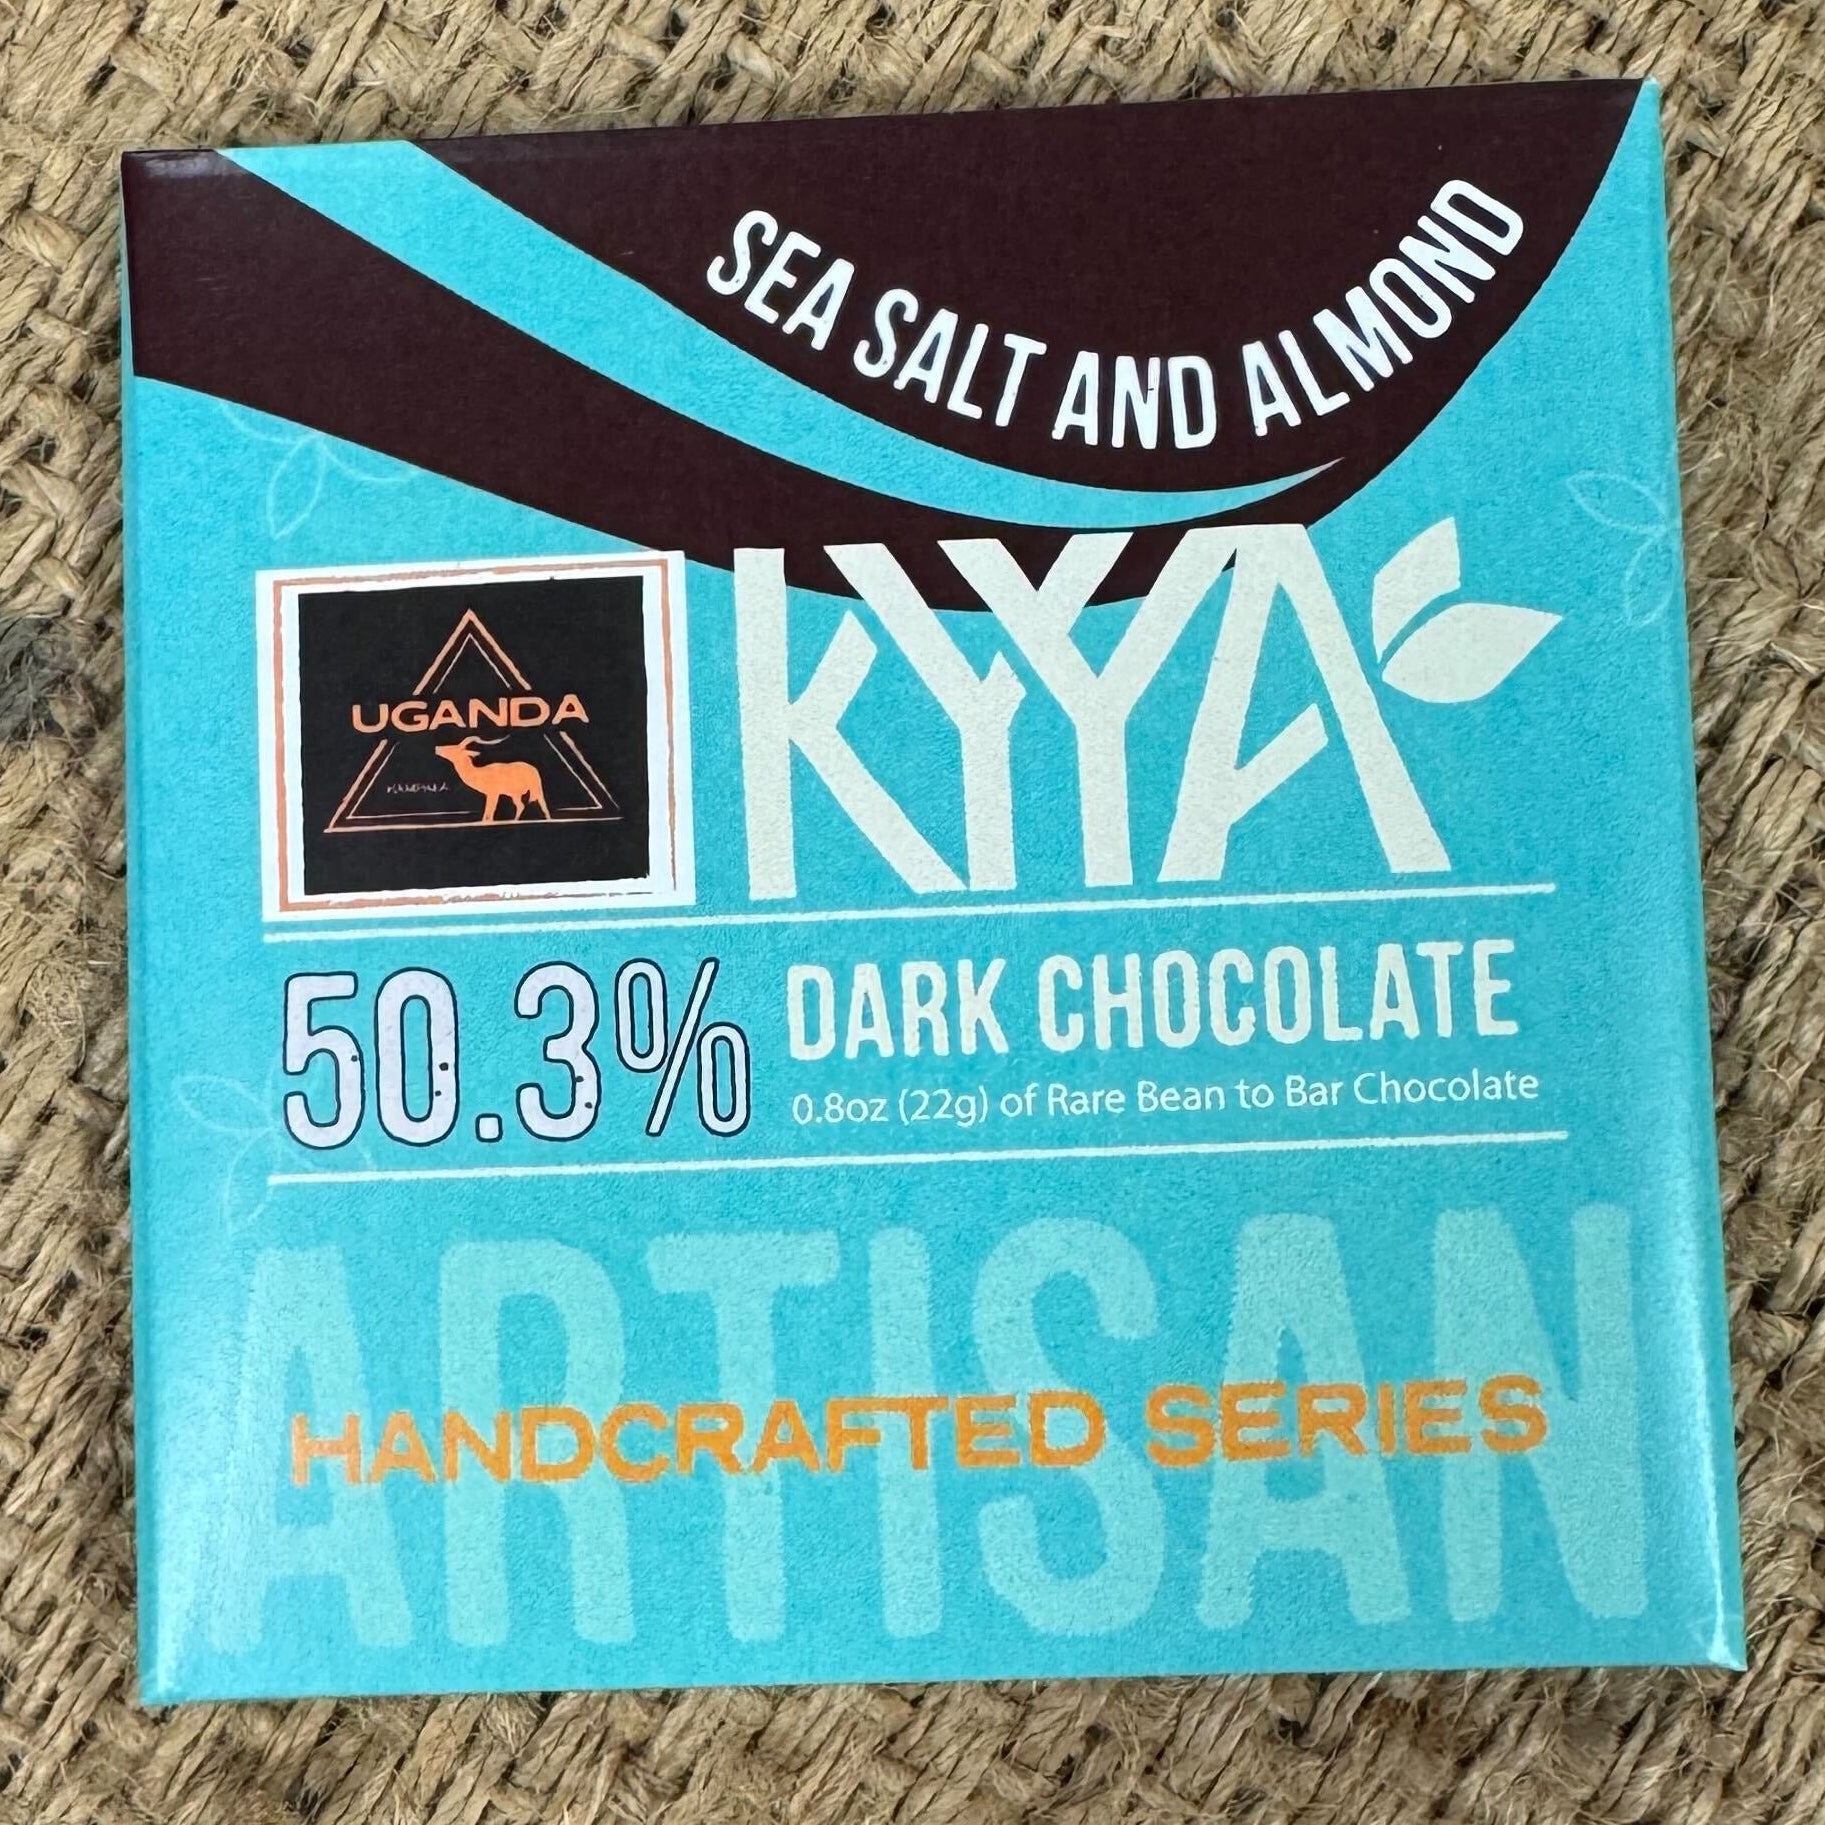 SEA SALT AND ALMOND
UGANDA
KYYA
50.3% DARK CHOCOLATE
0.8oz (22g) of Rare Bean to Bar Chocolate
ARTISAN
HANDCRAFTED SERIES